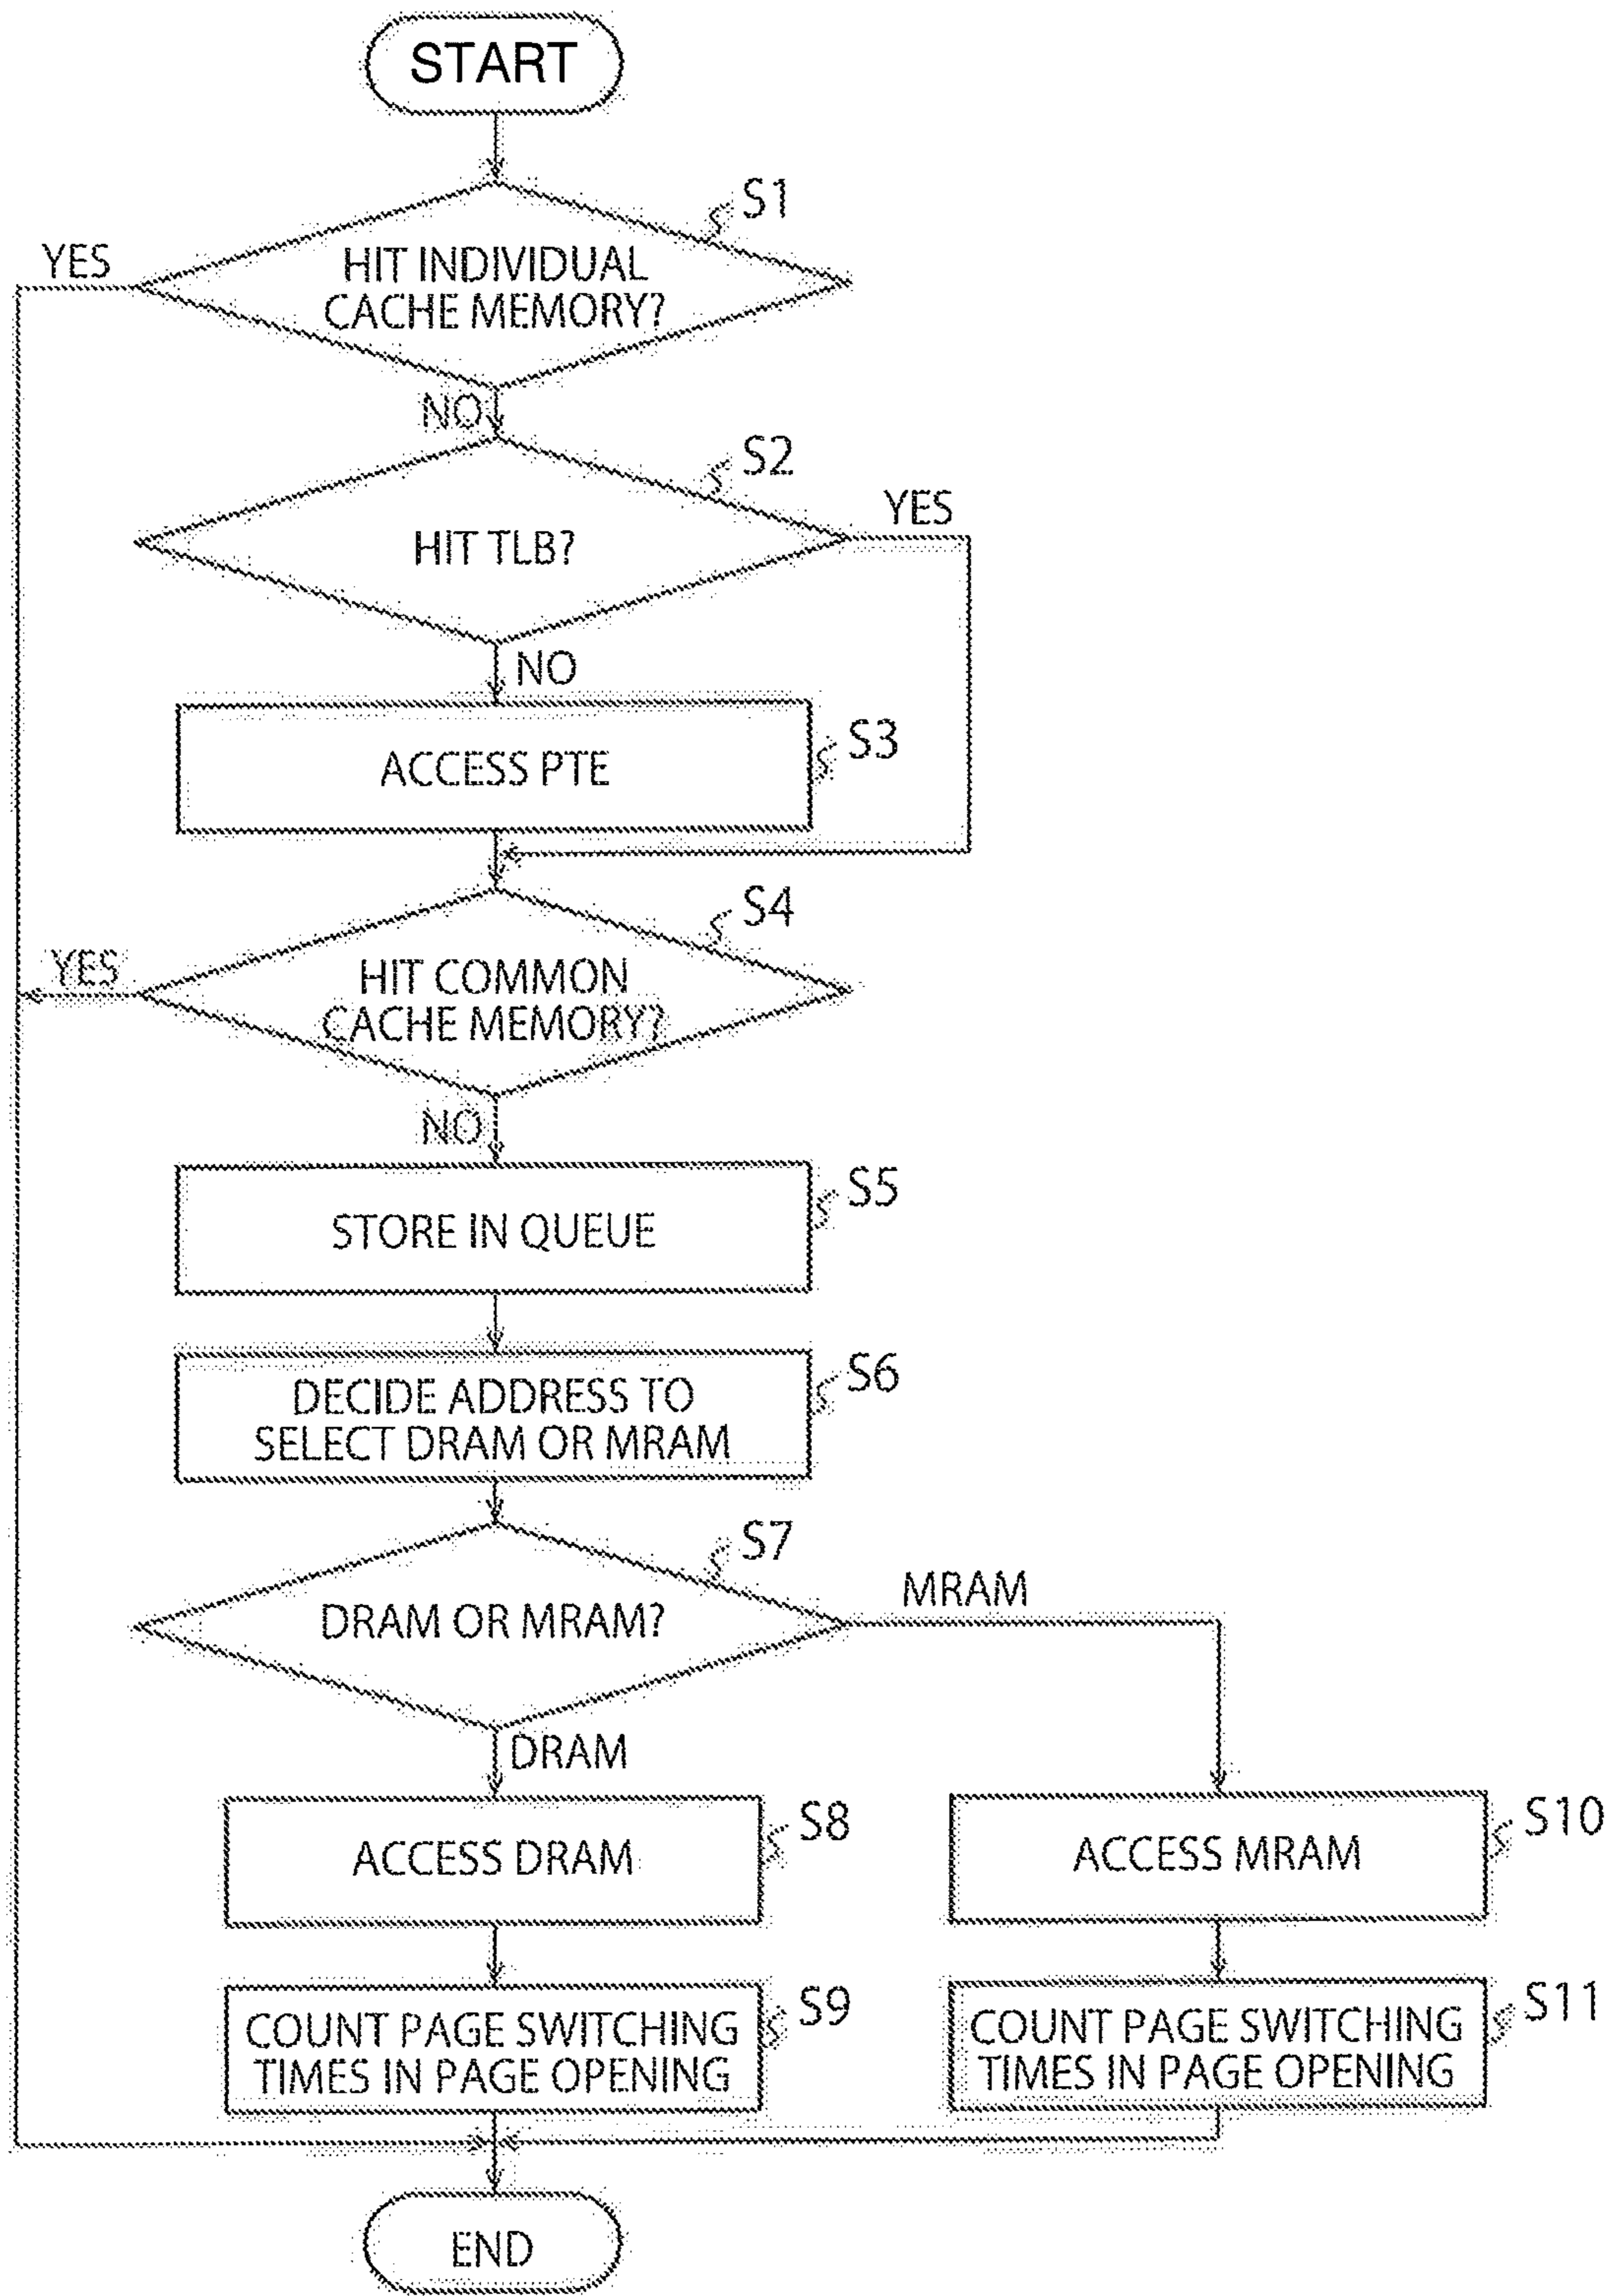 START
S1
YES
HIT INDIVIDUAL
CACHE MEMORY?
NO
S2
YES
HIT TLB?
NO
S3
ACCESS PTE
S4
YES
HIT COMMON
CACHE MEMORY?
NO
S5
STORE IN QUEUE
S6
DECIDE ADDRESS TO
SELECT DRAM OR MRAM
S7
MRAM
DRAM OR MRAM?
DRAM
S8
S10
ACCESS DRAM
ACCESS MRAM
S9
S11
COUNT PAGE SWITCHING
TIMES IN PAGE OPENING
COUNT PAGE SWITCHING
TIMES IN PAGE OPENING
END